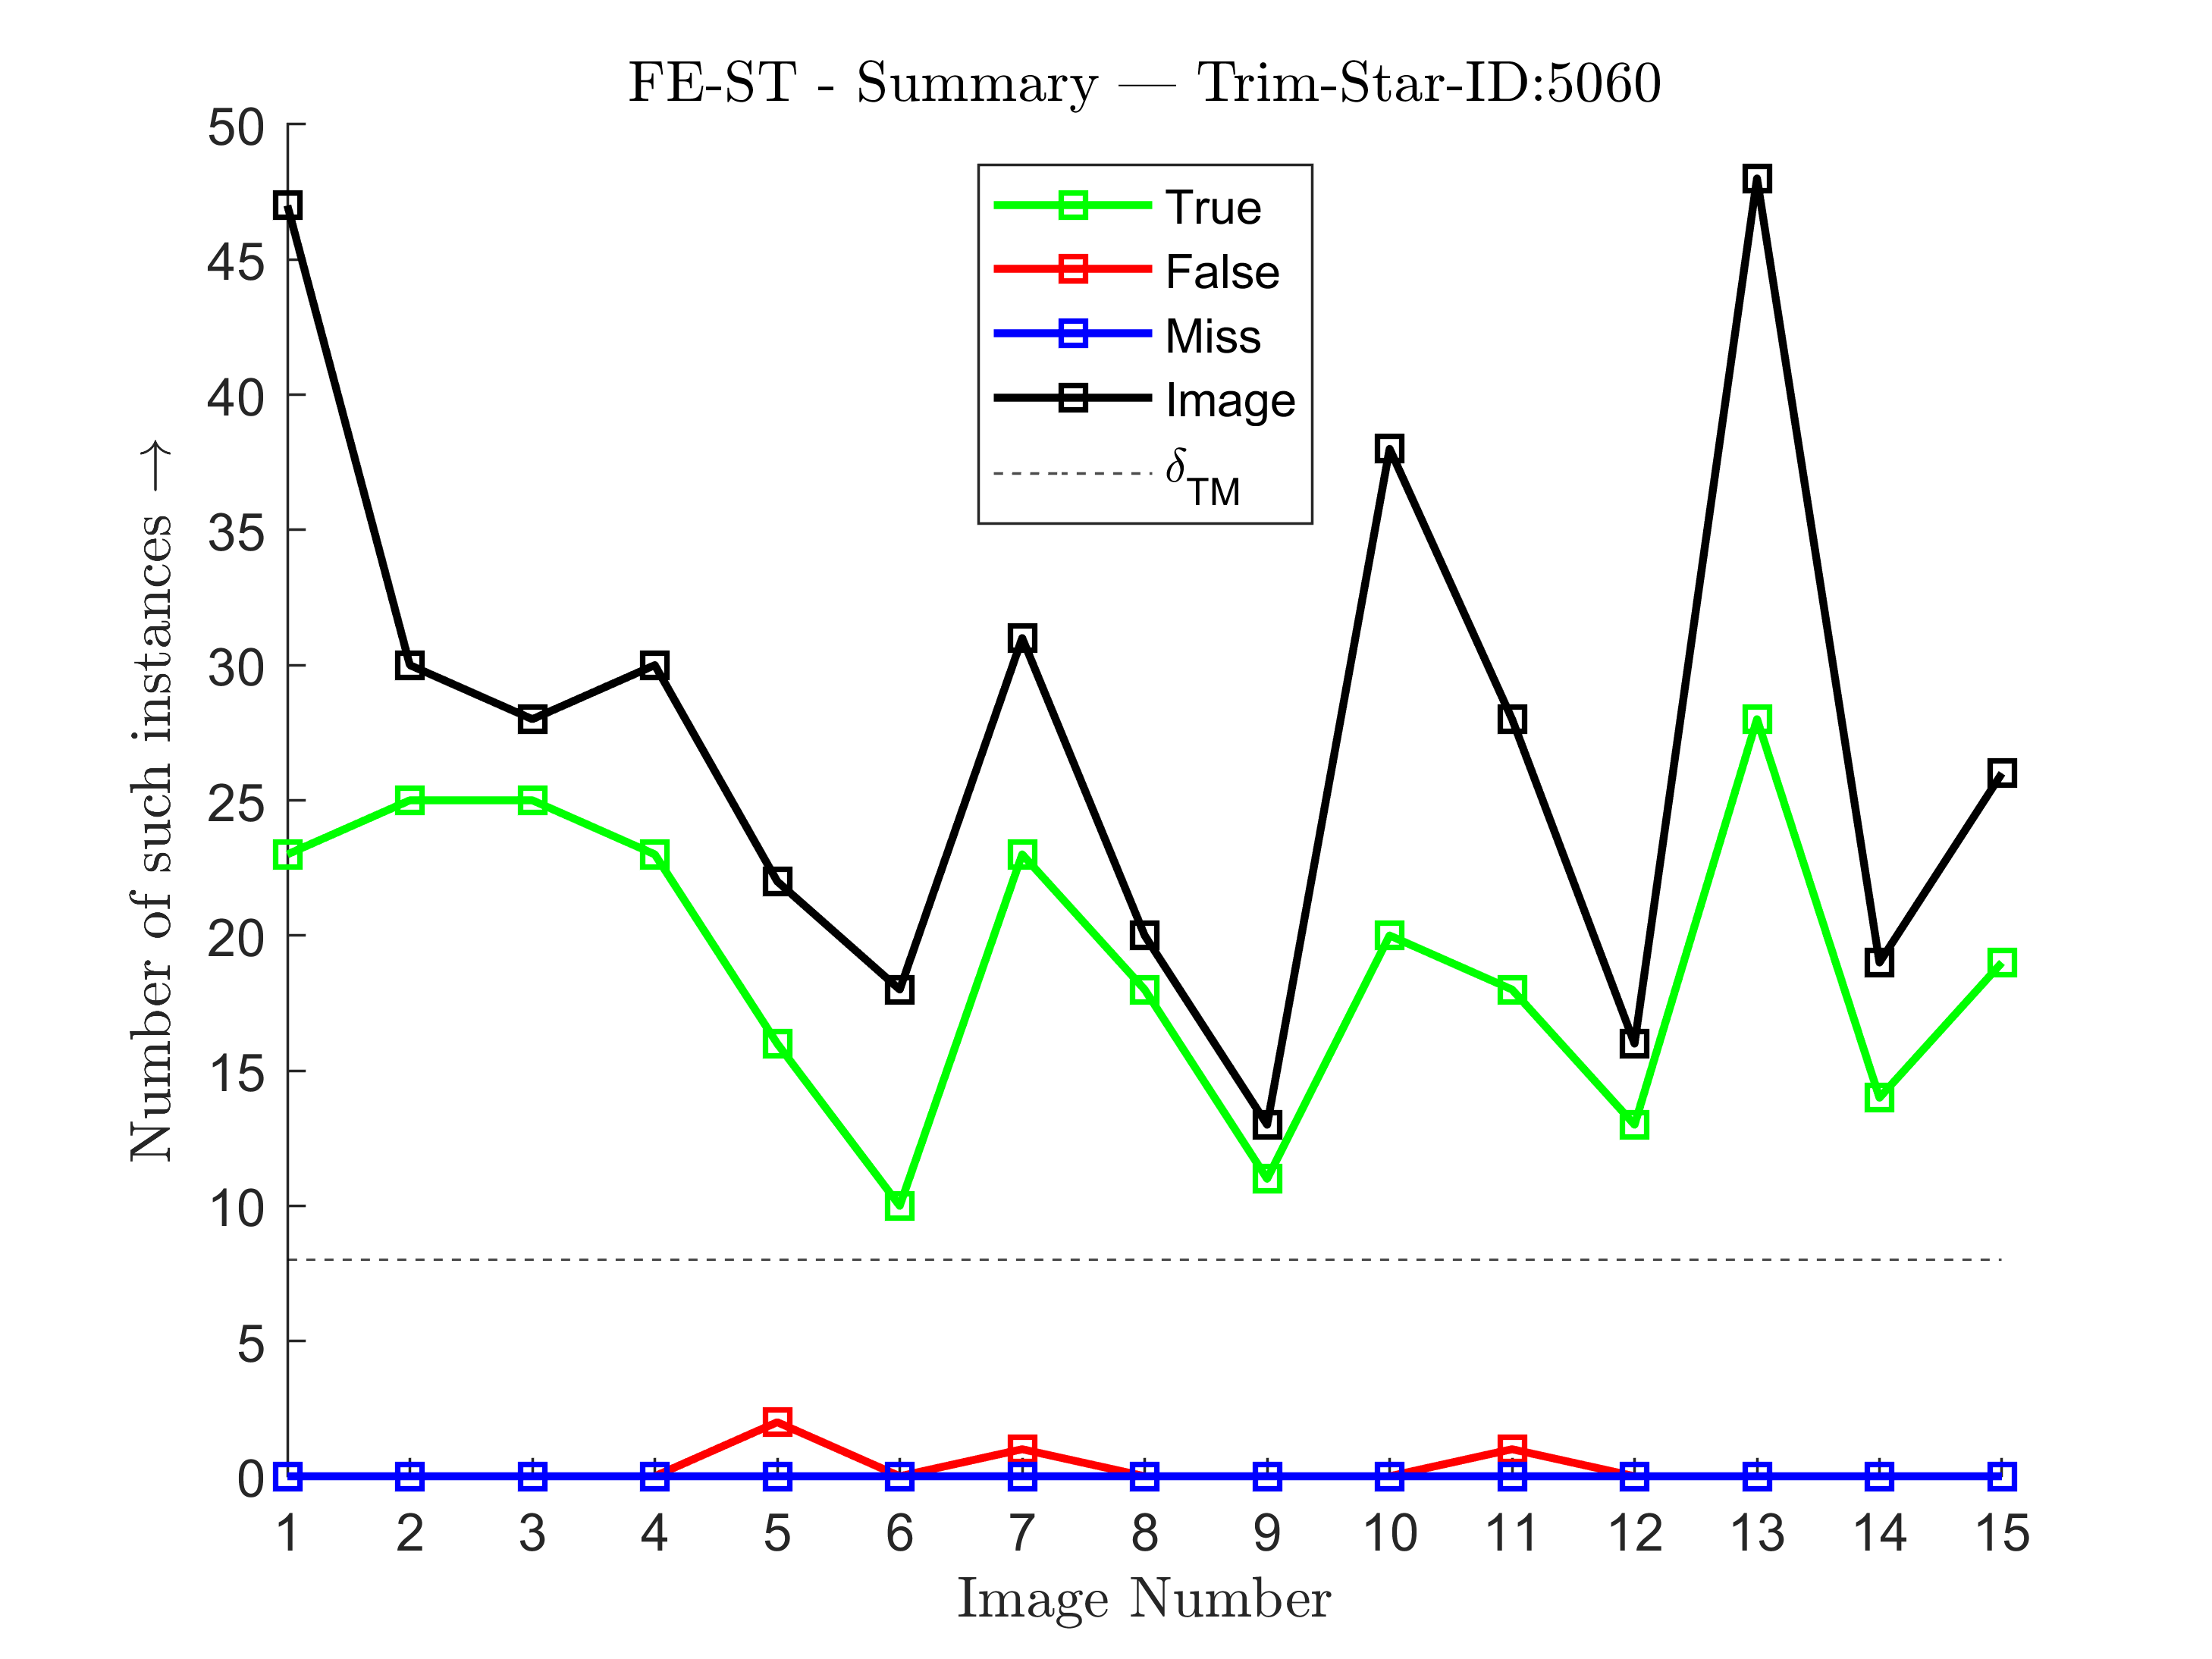 FE-ST - Summary — Trim-Star-ID:5060
True
False
Miss
Image
δTM
Number of such instances →
50
45
40
35
30
25
20
15
10
5
0
1 2 3 4 5 6 7 8 9 10 11 12 13 14 15
Image Number